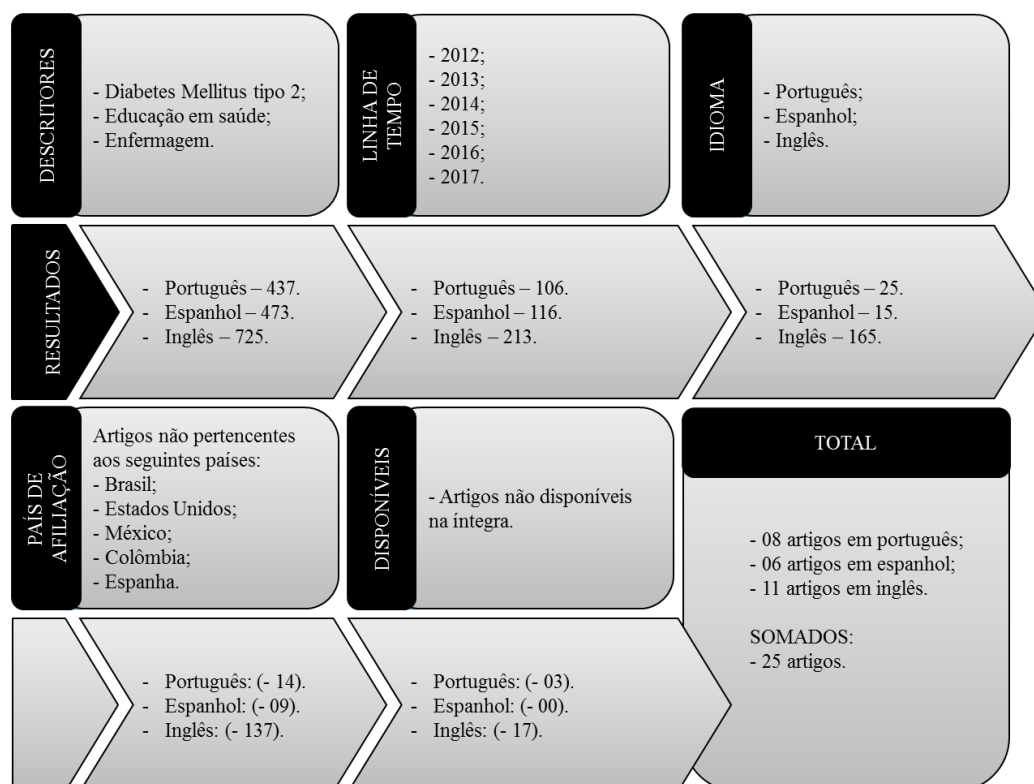 DESCRITORES
- Diabetes Mellitus tipo 2;
- Educação em saúde;
- Enfermagem.
LINHA DE
TEMPO
- 2012;
- 2013;
- 2014;
- 2015;
- 2016;
- 2017.
IDIOMA
- Português;
- Espanhol;
- Inglês.
RESULTADOS
- Português – 437.
- Espanhol – 473.
- Inglês – 725.
- Português – 106.
- Espanhol – 116.
- Inglês – 213.
- Português – 25.
- Espanhol – 15.
- Inglês – 165.
PAÍS DE
AFILIAÇÃO
Artigos não pertencentes
aos seguintes países:
- Brasil;
- Estados Unidos;
- México;
- Colômbia;
- Espanha.
DISPONÍVEIS
- Artigos não disponíveis
na íntegra.
TOTAL
- 08 artigos em português;
- 06 artigos em espanhol;
- 11 artigos em inglês.
SOMADOS:
- 25 artigos.
- Português: (- 14).
- Espanhol: (- 09).
- Inglês: (- 137).
- Português: (- 03).
- Espanhol: (- 00).
- Inglês: (- 17).